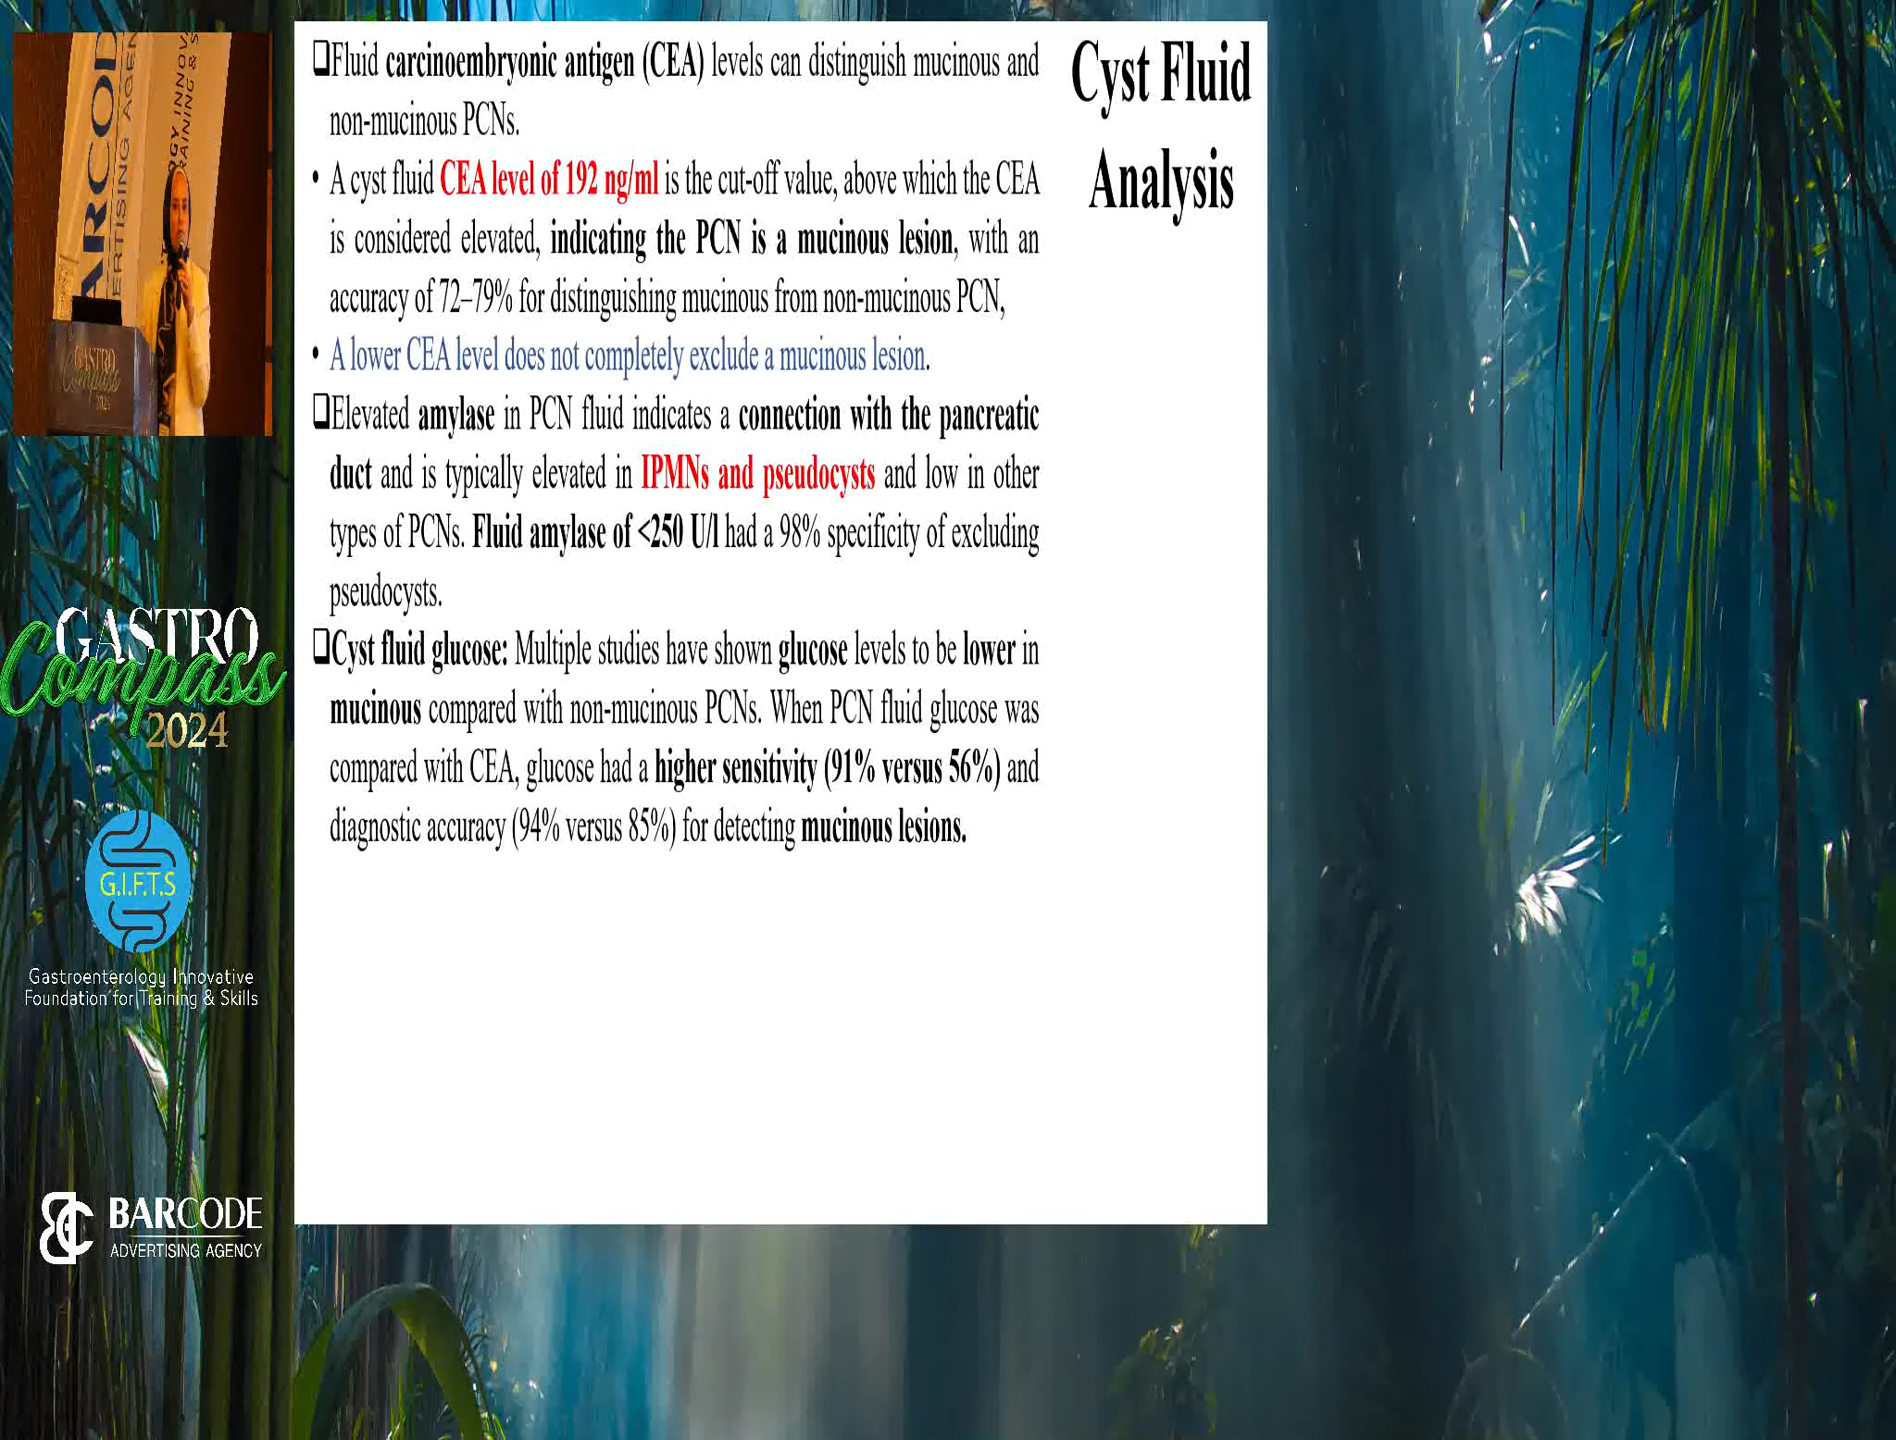 Cyst Fluid
Analysis
❑Fluid carcinoembryonic antigen (CEA) levels can distinguish mucinous and
non-mucinous PCNs.
• A cyst fluid CEA level of 192 ng/ml is the cut-off value, above which the CEA
is considered elevated, indicating the PCN is a mucinous lesion, with an
accuracy of 72–79% for distinguishing mucinous from non-mucinous PCN,
• A lower CEA level does not completely exclude a mucinous lesion.
❑Elevated amylase in PCN fluid indicates a connection with the pancreatic
duct and is typically elevated in IPMNs and pseudocysts and low in other
types of PCNs. Fluid amylase of <250 U/l had a 98% specificity of excluding
pseudocysts.
❑Cyst fluid glucose: Multiple studies have shown glucose levels to be lower in
mucinous compared with non-mucinous PCNs. When PCN fluid glucose was
compared with CEA, glucose had a higher sensitivity (91% versus 56%) and
diagnostic accuracy (94% versus 85%) for detecting mucinous lesions.
ARCOD
ERTISING AGEN
OGY INNOV
RAINING & S
GASTRO
Compass
GASTRO
Compass
2024
G.I.F.T.S
Gastroenterology Innovative
Foundation for Training & Skills
BARCODE
ADVERTISING AGENCY